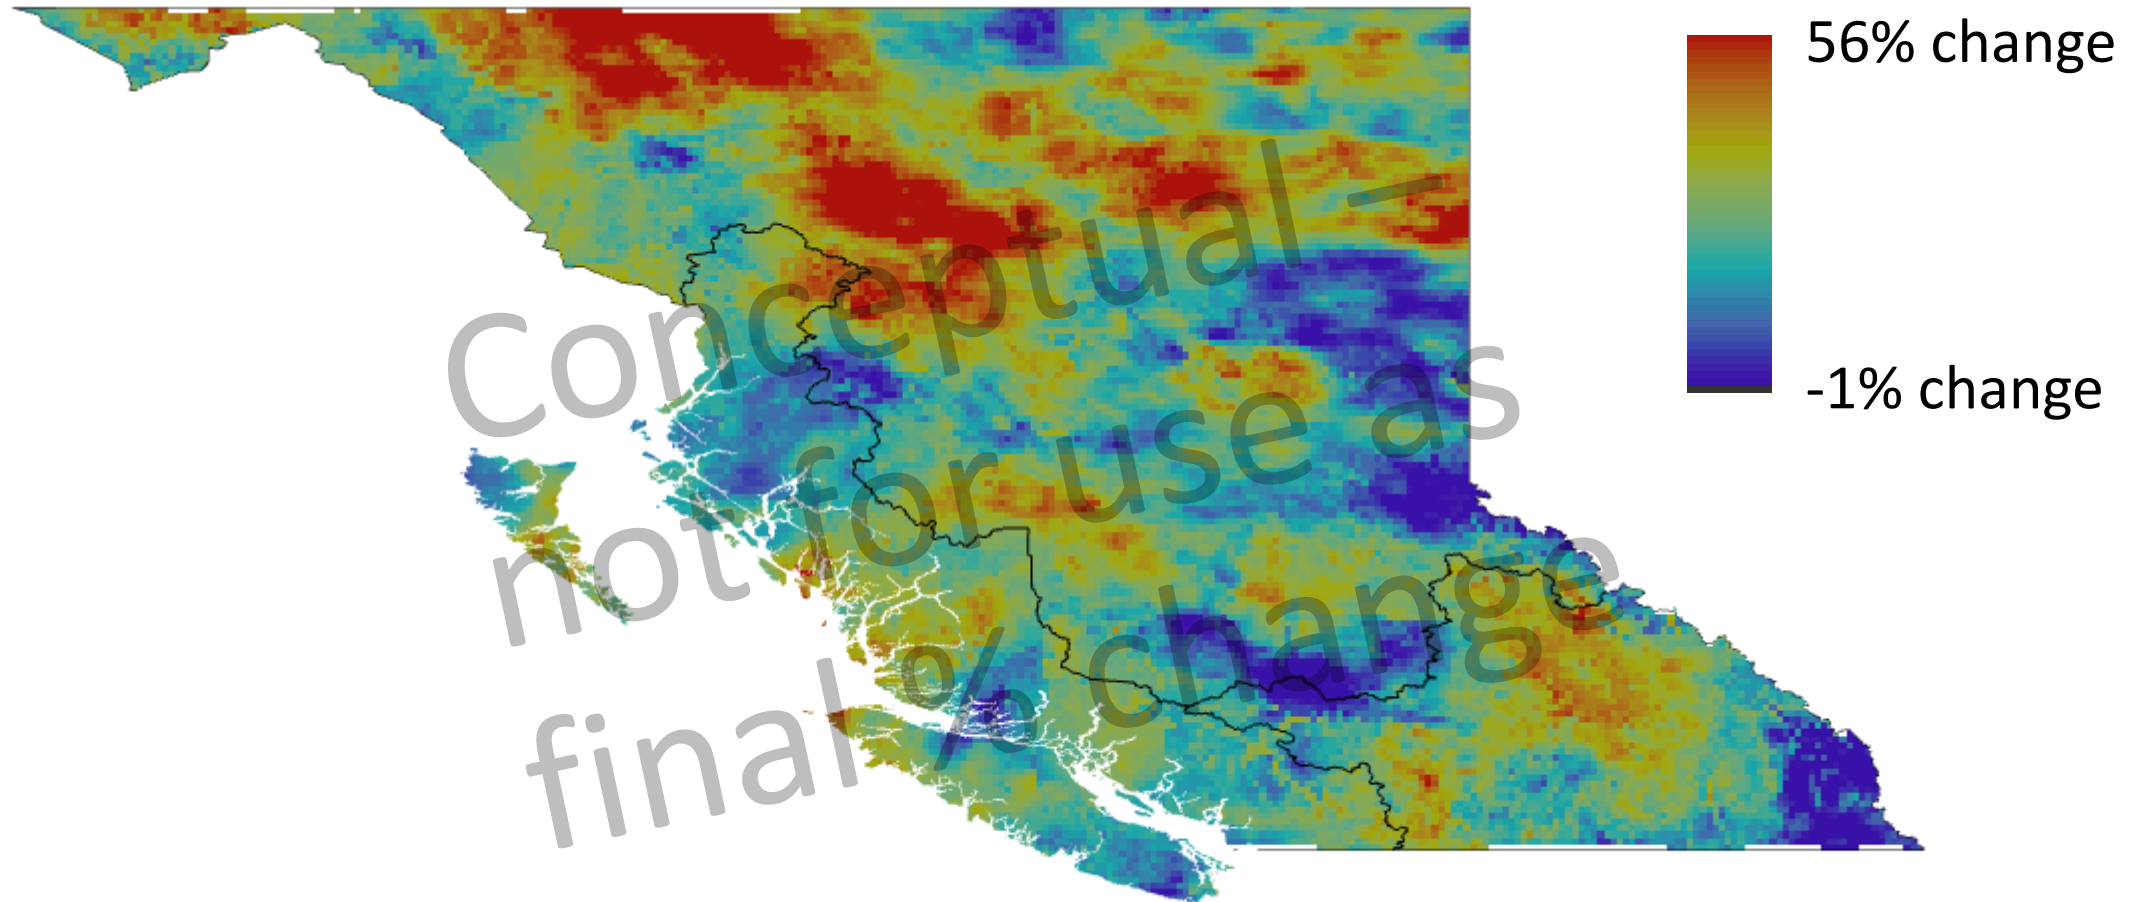 56% change
-1% change
Conceptual –
not for use as
final % change